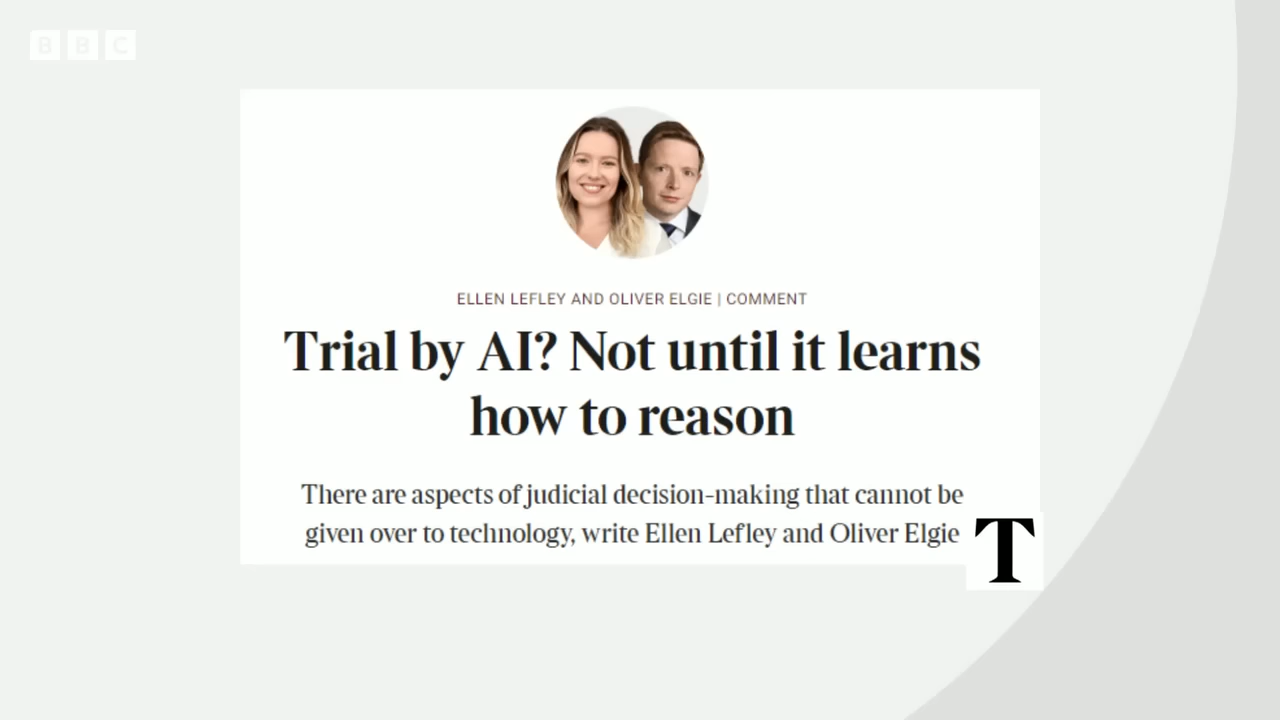 BBC
ELLEN LEFLEY AND OLIVER ELGIE | COMMENT
Trial by AI? Not until it learns
how to reason
There are aspects of judicial decision-making that cannot be
given over to technology, write Ellen Lefley and Oliver Elgie
T